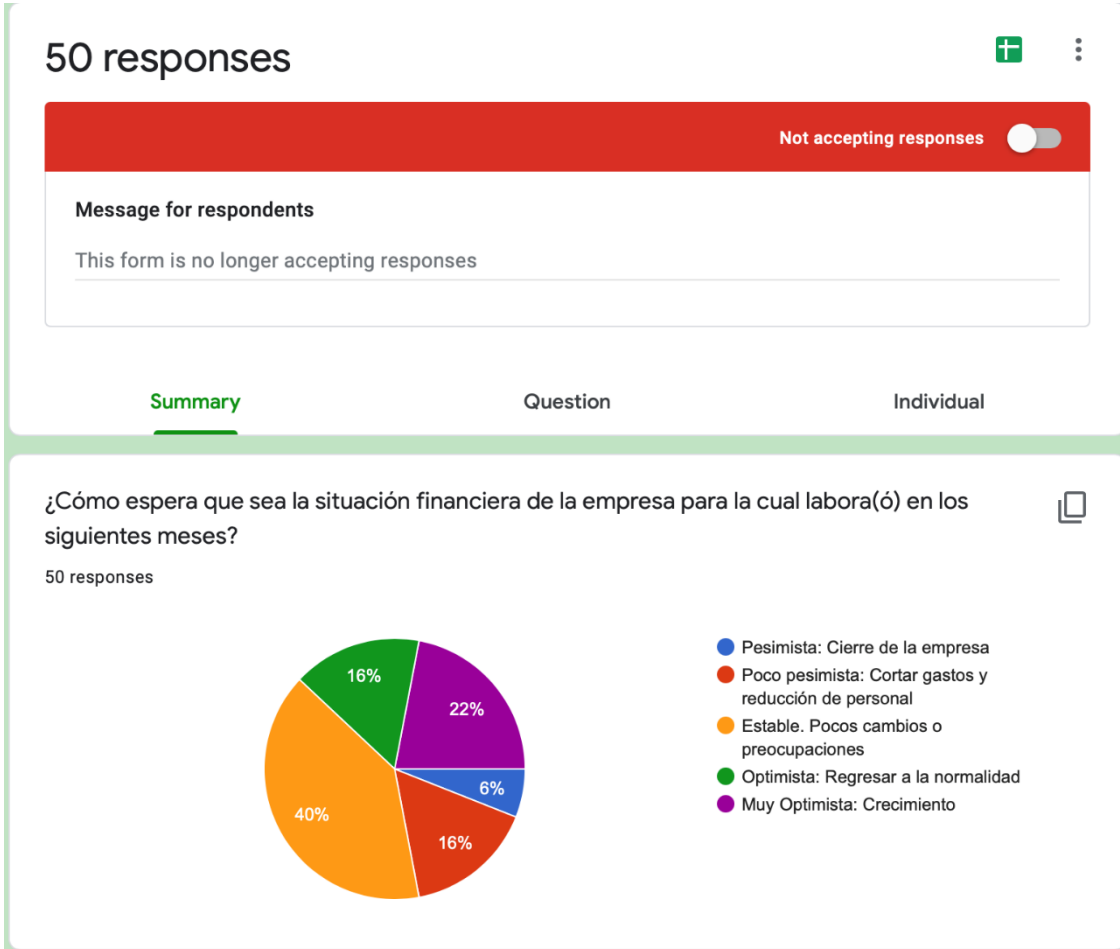 50 responses
Not accepting responses
Message for respondents
This form is no longer accepting responses
Summary
Question
Individual
¿Cómo espera que sea la situación financiera de la empresa para la cual labora(ó) en los
siguientes meses?
50 responses
16%
22%
6%
40%
16%
Pesimista: Cierre de la empresa
Poco pesimista: Cortar gastos y
reducción de personal
Estable. Pocos cambios o
preocupaciones
Optimista: Regresar a la normalidad
Muy Optimista: Crecimiento